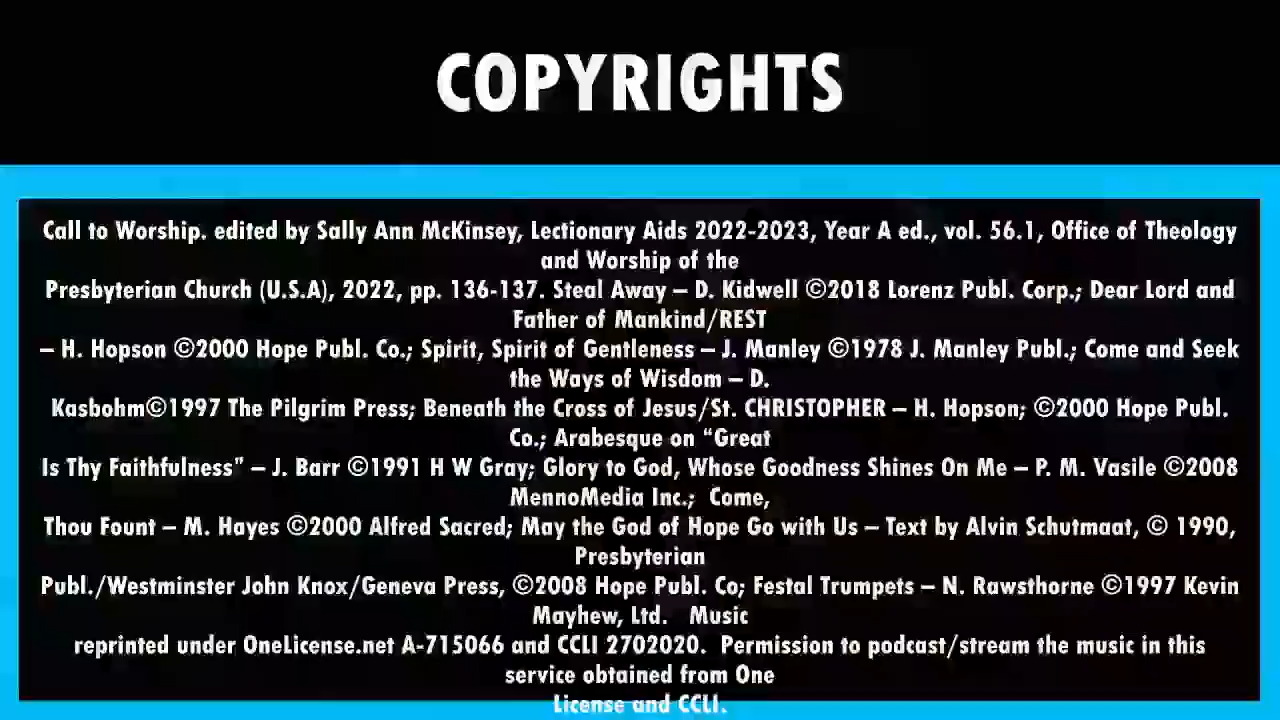 COPYRIGHTS
Call to Worship. edited by Sally Ann McKinsey, Lectionary Aids 2022-2023, Year A ed., vol. 56.1, Office of Theology
and Worship of the
Presbyterian Church (U.S.A), 2022, pp. 136-137. Steal Away – D. Kidwell ©2018 Lorenz Publ. Corp.; Dear Lord and
Father of Mankind/REST
– H. Hopson ©2000 Hope Publ. Co.; Spirit, Spirit of Gentleness – J. Manley ©1978 J. Manley Publ.; Come and Seek
the Ways of Wisdom – D.
Kasbohm©1997 The Pilgrim Press; Beneath the Cross of Jesus/St. CHRISTOPHER – H. Hopson; ©2000 Hope Publ.
Co.; Arabesque on “Great
Is Thy Faithfulness” – J. Barr ©1991 H W Gray; Glory to God, Whose Goodness Shines On Me – P. M. Vasile ©2008
MennoMedia Inc.;  Come,
Thou Fount – M. Hayes ©2000 Alfred Sacred; May the God of Hope Go with Us – Text by Alvin Schutmaat, © 1990,
Presbyterian
Publ./Westminster John Knox/Geneva Press, ©2008 Hope Publ. Co; Festal Trumpets – N. Rawsthorne ©1997 Kevin
Mayhew, Ltd.   Music
reprinted under OneLicense.net A-715066 and CCLI 2702020.  Permission to podcast/stream the music in this
service obtained from One
License and CCLI.